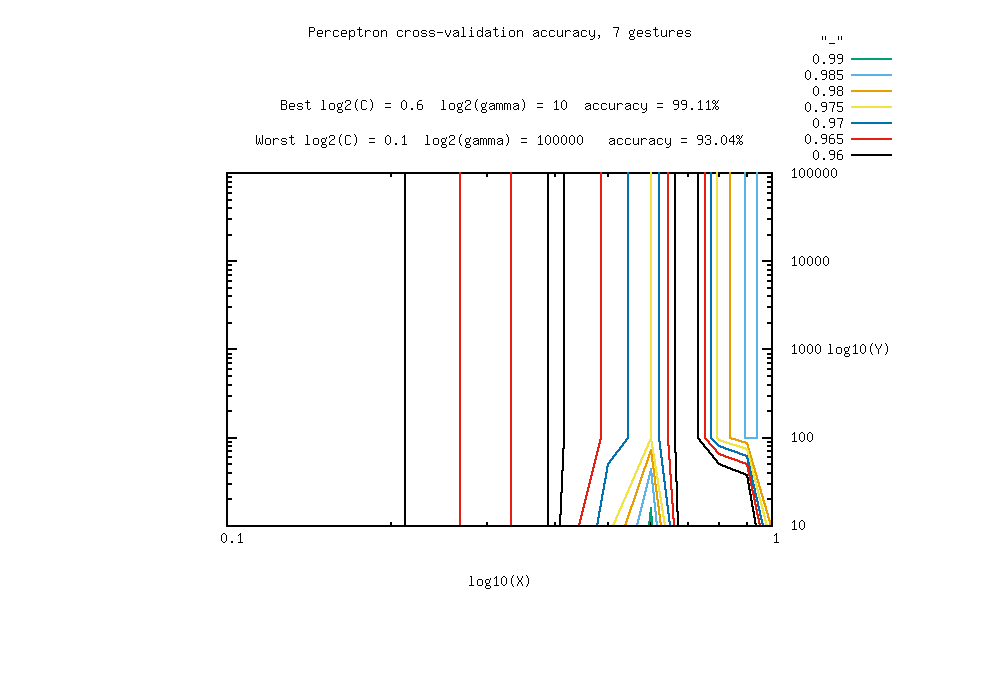 Perceptron cross-validation accuracy, 7 gestures
"_"
0.99
0.985
Best log2(C) = 0.6  log2(gamma) = 10  accuracy = 99.11%
0.98
0.975
0.97
Worst log2(C) = 0.1  log2(gamma) = 100000   accuracy = 93.04%
0.965
0.96
100000
10000
1000 log10(Y)
100
10
0.1 1
log10(X)